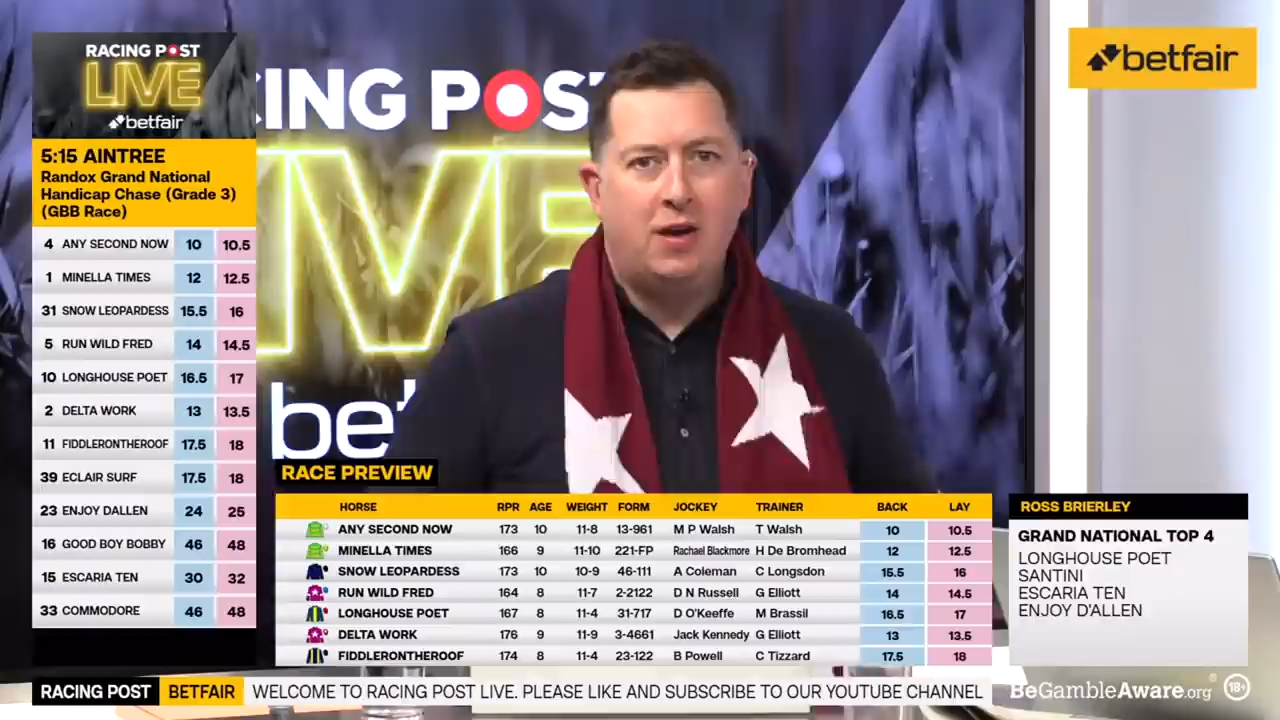 RACING POST
LIVE
betfair
5:15 AINTREE
Randox Grand National
Handicap Chase (Grade 3)
(GBB Race)
4 ANY SECOND NOW 10 10.5
1 MINELLA TIMES 12 12.5
31 SNOW LEOPARDESS 15.5 16
5 RUN WILD FRED 14 14.5
10 LONGHOUSE POET 16.5 17
2 DELTA WORK 13 13.5
11 FIDDLERONTHEROOF 17.5 18
39 ECLAIR SURF 17.5 18
23 ENJOY DALLEN 24 25
16 GOOD BOY BOBBY 46 48
15 ESCARIA TEN 30 32
33 COMMODORE 46 48
CING POST
IVE
be
betfair
RACE PREVIEW
HORSE RPR AGE WEIGHT FORM JOCKEY TRAINER BACK LAY
ANY SECOND NOW 173 10 11-8 13-961 M P Walsh T Walsh 10 10.5
MINELLA TIMES 166 9 11-10 221-FP Rachael Blackmore H De Bromhead 12 12.5
SNOW LEOPARDESS 173 10 10-9 46-111 A Coleman C Longsdon 15.5 16
RUN WILD FRED 164 8 11-7 2-2122 D N Russell G Elliott 14 14.5
LONGHOUSE POET 167 8 11-4 31-717 D O'Keeffe M Brassil 16.5 17
DELTA WORK 176 9 11-9 3-4661 Jack Kennedy G Elliott 13 13.5
FIDDLERONTHEROOF 174 8 11-4 23-122 B Powell C Tizzard 17.5 18
ROSS BRIERLEY
GRAND NATIONAL TOP 4
LONGHOUSE POET
SANTINI
ESCARIA TEN
ENJOY D'ALLEN
RACING POST BETFAIR WELCOME TO RACING POST LIVE. PLEASE LIKE AND SUBSCRIBE TO OUR YOUTUBE CHANNEL
BeGambleAware.org® 18+